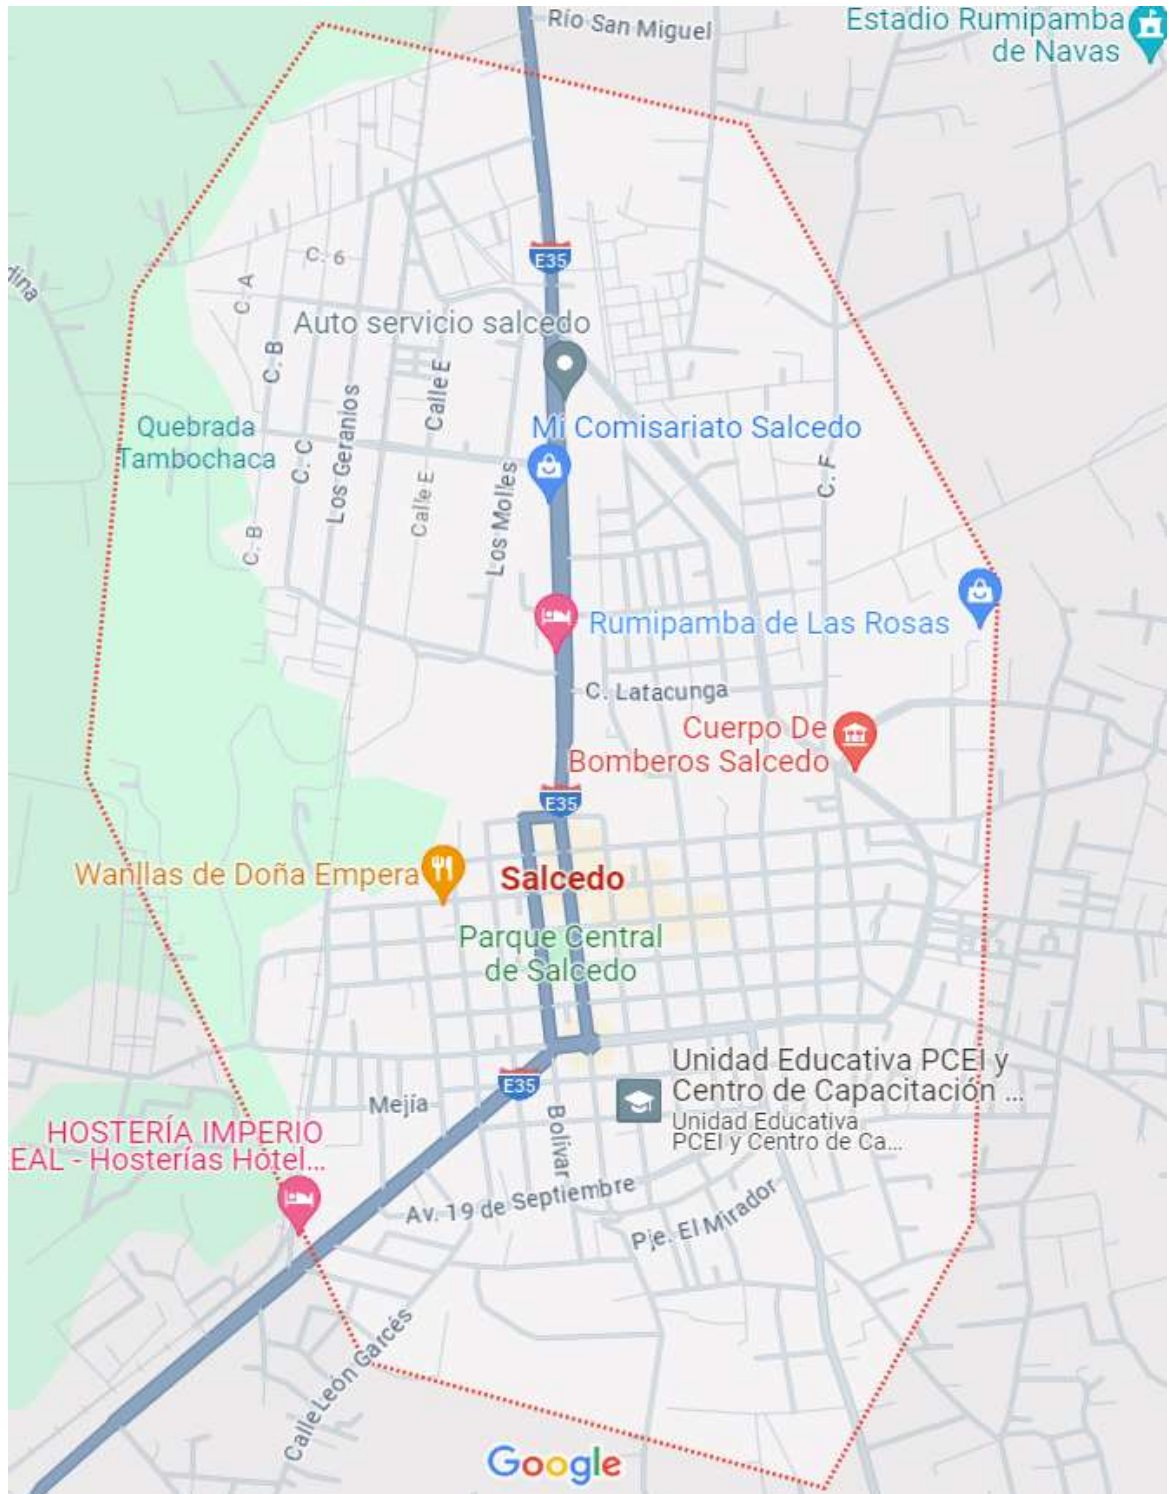 Río San Miguel
Estadio Rumipamba
de Navas
E35
dina
C. 6
C. A
Auto servicio salcedo
C. B
Calle E
Los Geranios
Mi Comisariato Salcedo
Quebrada
Tambochaca
C. C
C. F
Calle E
Los Molles
C. B
Rumipamba de Las Rosas
C. Latacunga
Cuerpo De
Bomberos Salcedo
E35
Wanllas de Doña Empera
Salcedo
Parque Central
de Salcedo
Unidad Educativa PCEI y
Centro de Capacitación ...
Unidad Educativa
PCEI y Centro de Ca...
E35
Mejía
Bolívar
HOSTERÍA IMPERIO
EAL - Hosterías Hótel...
Av. 19 de Septiembre
Pje. El Mirador
Calle León Garcés
Google